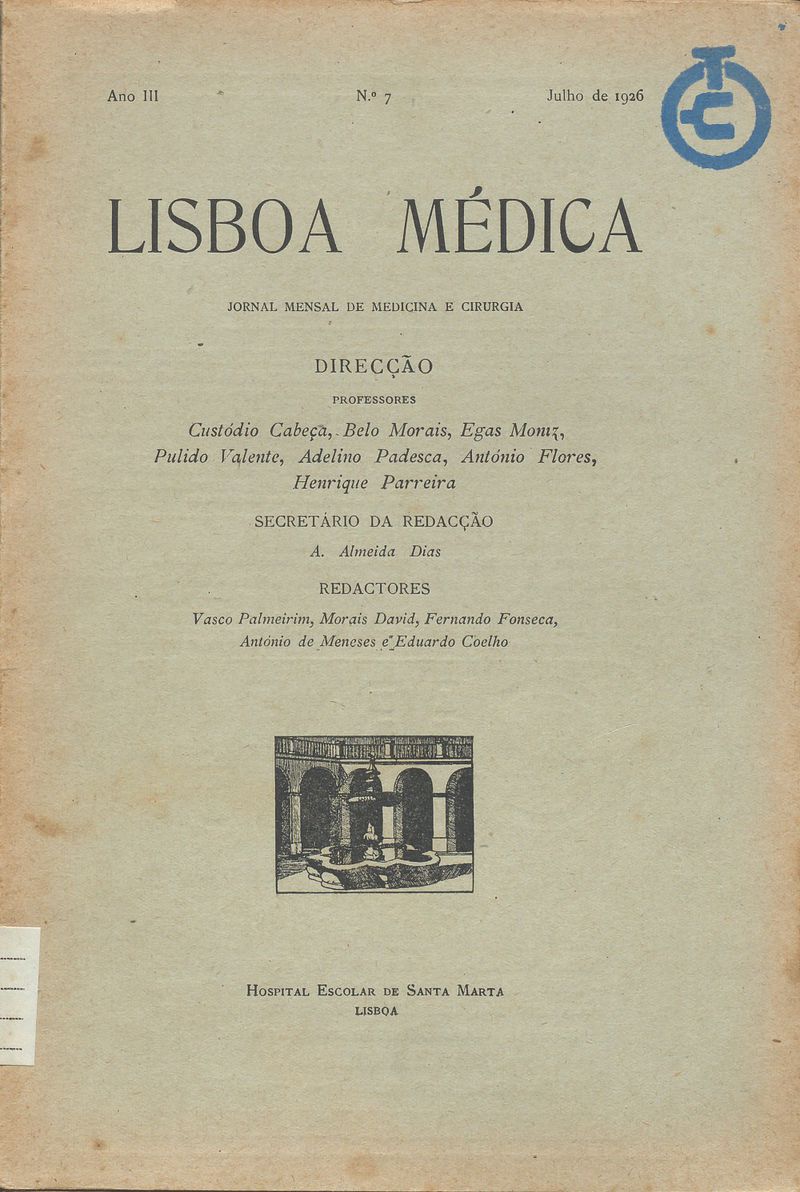 Ano III N.º 7 Julho de 1926
LISBOA MÉDICA
JORNAL MENSAL DE MEDICINA E CIRURGIA
DIRECÇÃO
PROFESSORES
Custódio Cabeça, Belo Morais, Egas Moniz,
Pulido Valente, Adelino Padesca, António Flores,
Henrique Parreira
SECRETÁRIO DA REDACÇÃO
A. Almeida Dias
REDACTORES
Vasco Palmeirim, Morais David, Fernando Fonseca,
António de Meneses e Eduardo Coelho
HOSPITAL ESCOLAR DE SANTA MARTA
LISBOA